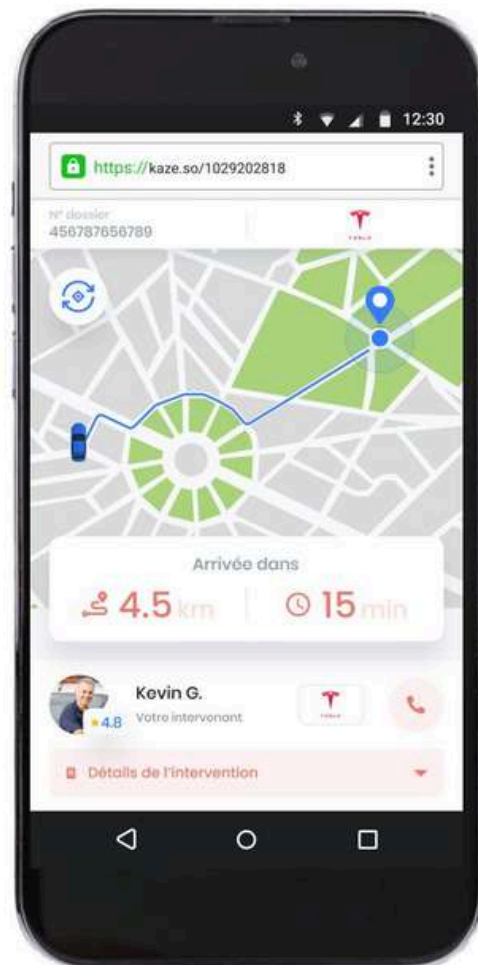 12:30
https://kaze.so/1029202818
N° dossier
456787656789
TESLA
Arrivée dans
4.5 km
15 min
Kevin G.
4.8
Votre intervenant
TESLA
Détails de l'intervention